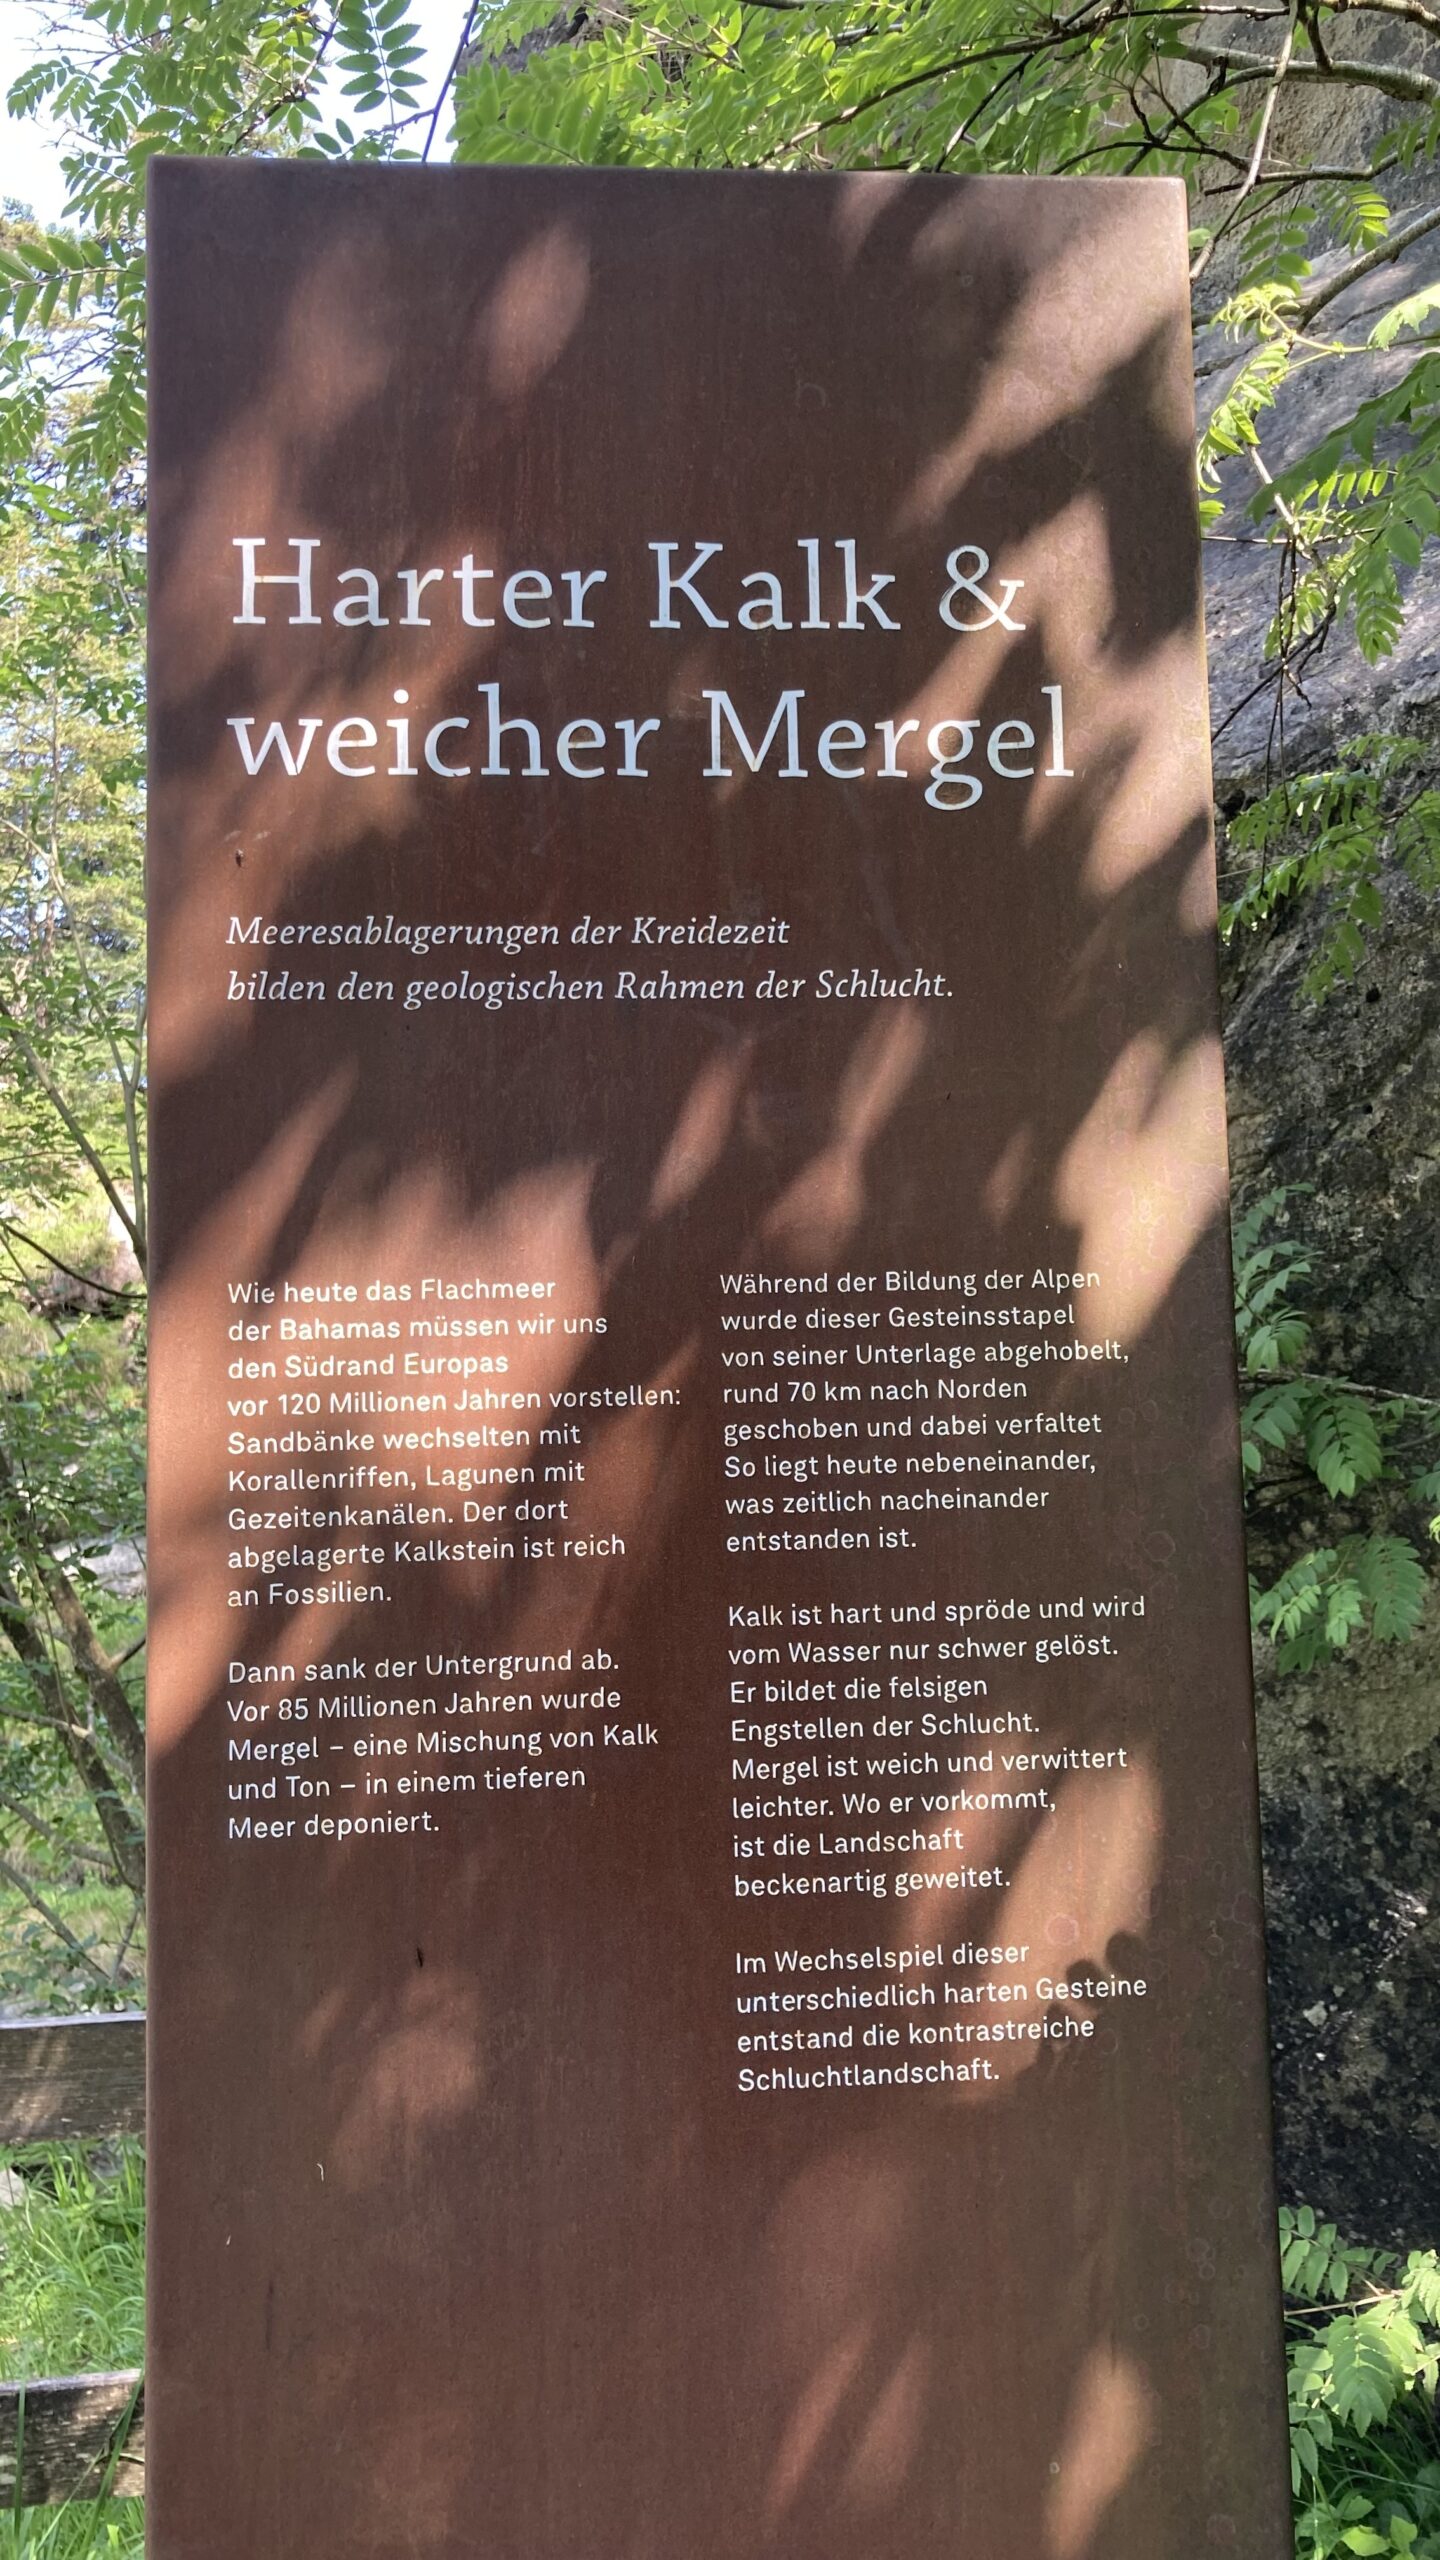 Harter Kalk &
weicher Mergel
Meeresablagerungen der Kreidezeit
bilden den geologischen Rahmen der Schlucht.
Wie heute das Flachmeer
der Bahamas müssen wir uns
den Südrand Europas
vor 120 Millionen Jahren vorstellen:
Sandbänke wechselten mit
Korallenriffen, Lagunen mit
Gezeitenkanälen. Der dort
abgelagerte Kalkstein ist reich
an Fossilien.
Dann sank der Untergrund ab.
Vor 85 Millionen Jahren wurde
Mergel – eine Mischung von Kalk
und Ton – in einem tieferen
Meer deponiert.
Während der Bildung der Alpen
wurde dieser Gesteinsstapel
von seiner Unterlage abgehobelt,
rund 70 km nach Norden
geschoben und dabei verfaltet
So liegt heute nebeneinander,
was zeitlich nacheinander
entstanden ist.
Kalk ist hart und spröde und wird
vom Wasser nur schwer gelöst.
Er bildet die felsigen
Engstellen der Schlucht.
Mergel ist weich und verwittert
leichter. Wo er vorkommt,
ist die Landschaft
beckenartig geweitet.
Im Wechselspiel dieser
unterschiedlich harten Gesteine
entstand die kontrastreiche
Schluchtlandschaft.